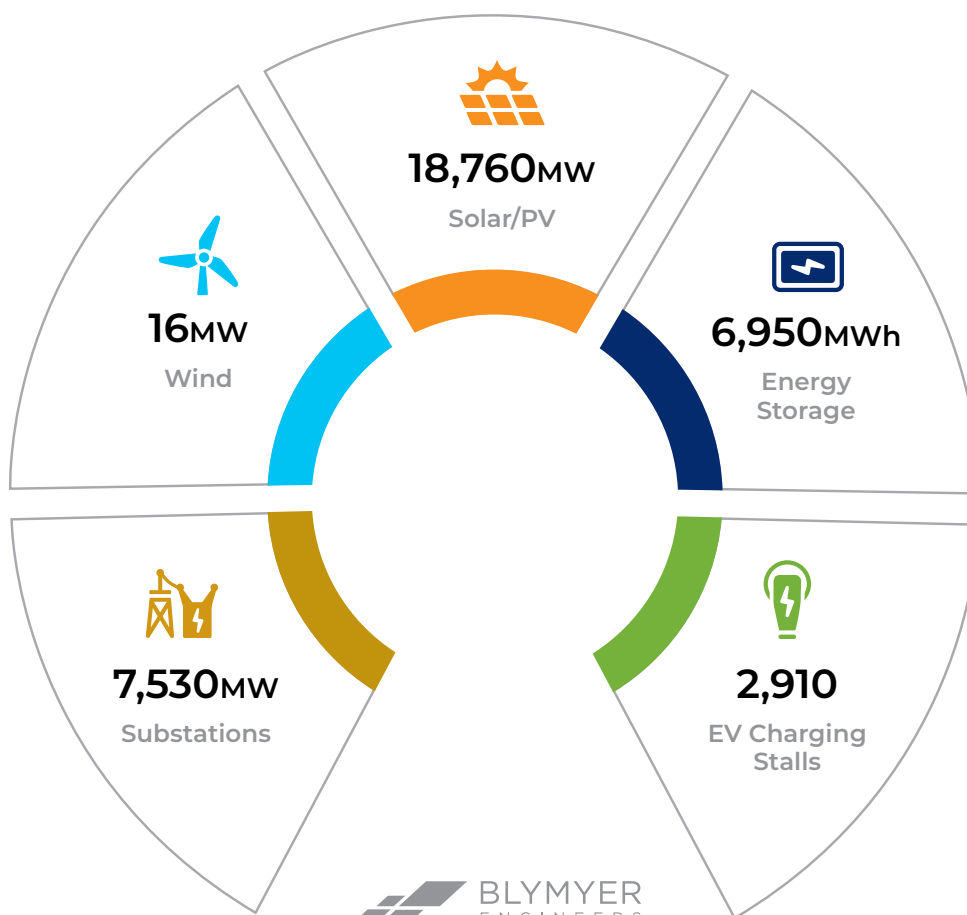 18,760MW
Solar/PV
16MW
Wind
6,950MWh
Energy
Storage
7,530MW
Substations
2,910
EV Charging
Stalls
BLYMYER
ENGINEERS